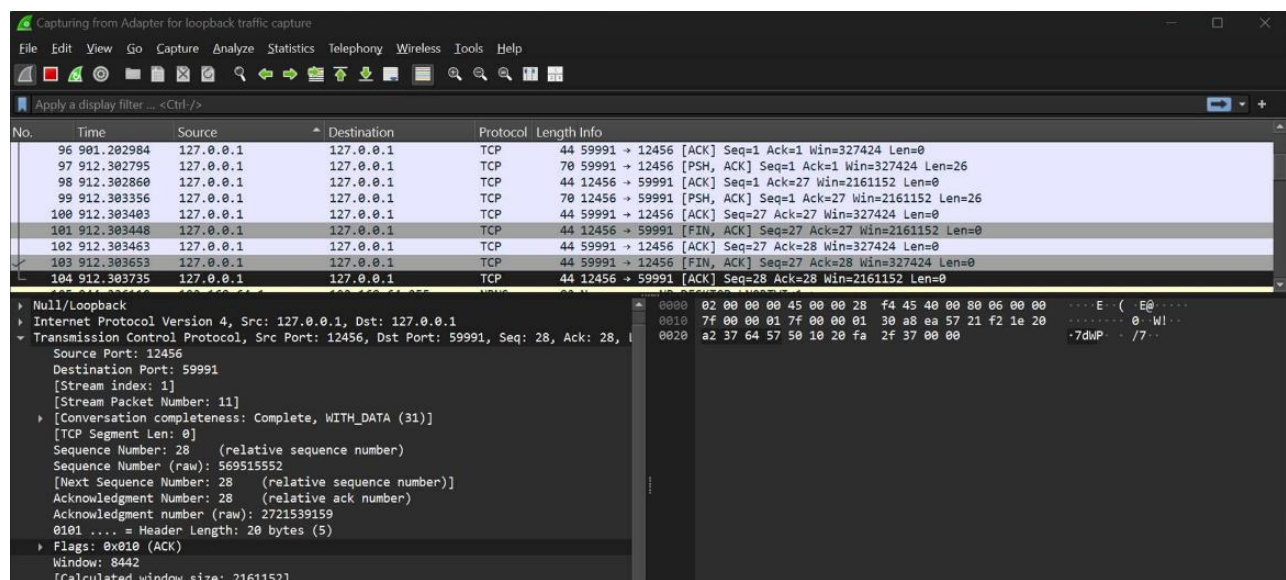 Capturing from Adapter for loopback traffic capture
File Edit View Go Capture Analyze Statistics Telephony Wireless Tools Help
Apply a display filter ... <Ctrl-/>
No. Time Source Destination Protocol Length Info
96 901.202984 127.0.0.1 127.0.0.1 TCP 44 59991 → 12456 [ACK] Seq=1 Ack=1 Win=327424 Len=0
97 912.302795 127.0.0.1 127.0.0.1 TCP 70 59991 → 12456 [PSH, ACK] Seq=1 Ack=1 Win=327424 Len=26
98 912.302860 127.0.0.1 127.0.0.1 TCP 44 12456 → 59991 [ACK] Seq=1 Ack=27 Win=2161152 Len=0
99 912.303356 127.0.0.1 127.0.0.1 TCP 70 12456 → 59991 [PSH, ACK] Seq=1 Ack=27 Win=2161152 Len=26
100 912.303403 127.0.0.1 127.0.0.1 TCP 44 59991 → 12456 [ACK] Seq=27 Ack=27 Win=327424 Len=0
101 912.303448 127.0.0.1 127.0.0.1 TCP 44 12456 → 59991 [FIN, ACK] Seq=27 Ack=27 Win=2161152 Len=0
102 912.303463 127.0.0.1 127.0.0.1 TCP 44 59991 → 12456 [ACK] Seq=27 Ack=28 Win=327424 Len=0
103 912.303653 127.0.0.1 127.0.0.1 TCP 44 59991 → 12456 [FIN, ACK] Seq=27 Ack=28 Win=327424 Len=0
104 912.303735 127.0.0.1 127.0.0.1 TCP 44 12456 → 59991 [ACK] Seq=28 Ack=28 Win=2161152 Len=0
Null/Loopback
Internet Protocol Version 4, Src: 127.0.0.1, Dst: 127.0.0.1
Transmission Control Protocol, Src Port: 12456, Dst Port: 59991, Seq: 28, Ack: 28,
Source Port: 12456
Destination Port: 59991
[Stream index: 1]
[Stream Packet Number: 11]
[Conversation completeness: Complete, WITH_DATA (31)]
[TCP Segment Len: 0]
Sequence Number: 28 (relative sequence number)
Sequence Number (raw): 569515552
[Next Sequence Number: 28 (relative sequence number)]
Acknowledgment Number: 28 (relative ack number)
Acknowledgment number (raw): 2721539159
0101 .... = Header Length: 20 bytes (5)
Flags: 0x010 (ACK)
Window: 8442
[Calculated window size: 2161152]
0000 02 00 00 00 45 00 00 28 f4 45 40 00 80 06 00 00 ····E··( ·E@·····
0010 7f 00 00 01 7f 00 00 01 30 a8 ea 57 21 f2 1e 20 ········ 0··W!··
0020 a2 37 64 57 50 10 20 fa 2f 37 00 00 ·7dWP· · /7··